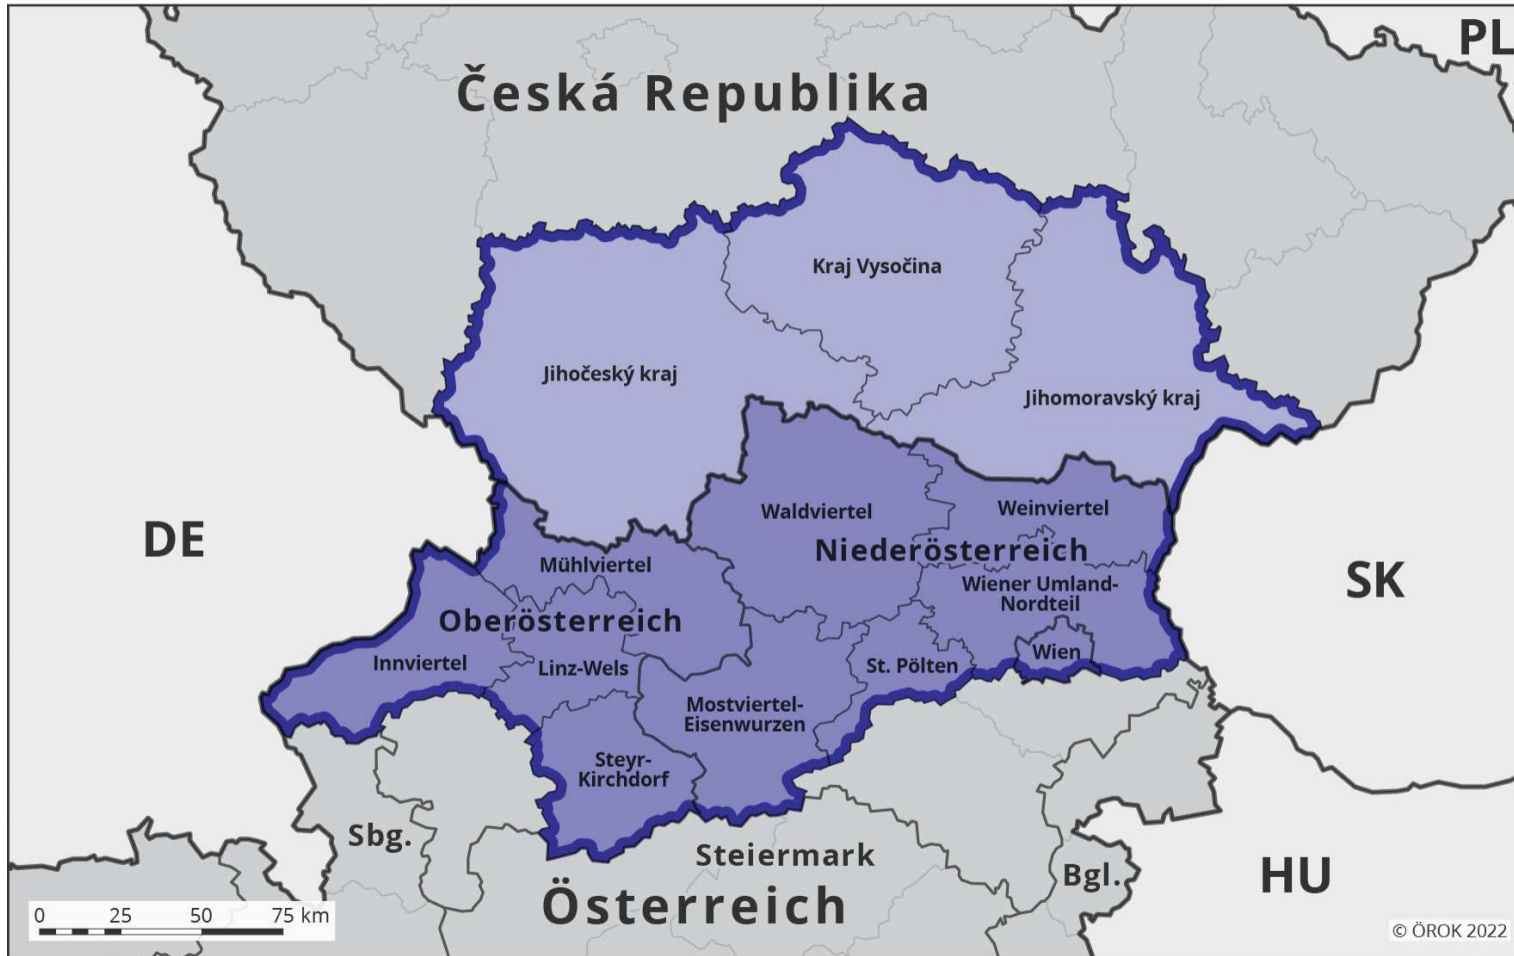 PL
Česká Republika
Kraj Vysočina
Jihočeský kraj
Jihomoravský kraj
DE
Waldviertel
Weinviertel
Niederösterreich
Mühlviertel
SK
Wiener Umland-
Nordteil
Oberösterreich
Innviertel
Linz-Wels
St. Pölten
Wien
Mostviertel-
Eisenwurzen
Steyr-
Kirchdorf
Sbg.
Steiermark
Bgl.
HU
Österreich
0 25 50 75 km
© ÖROK 2022